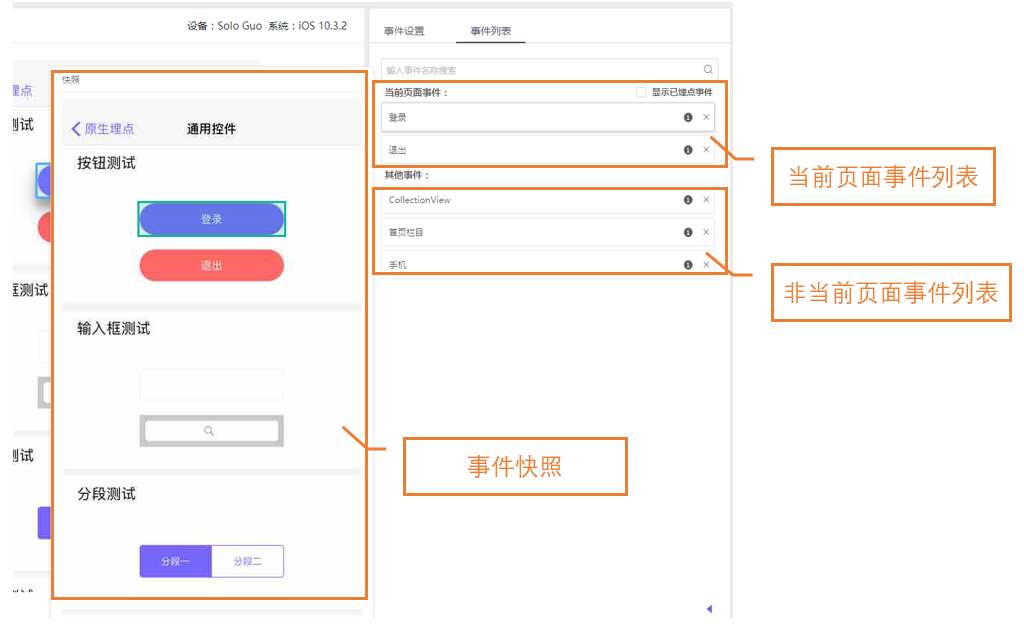 设备：Solo Guo 系统：iOS 10.3.2
事件设置
事件列表
输入事件名称搜索
快照
当前页面事件：
显示已埋点事件
埋点
原生埋点
通用控件
登录
测试
按钮测试
退出
当前页面事件列表
其他事件：
CollectionView
登录
首页栏目
退出
手机
非当前页面事件列表
框测试
输入框测试
事件快照
测试
分段测试
分段一
分段二